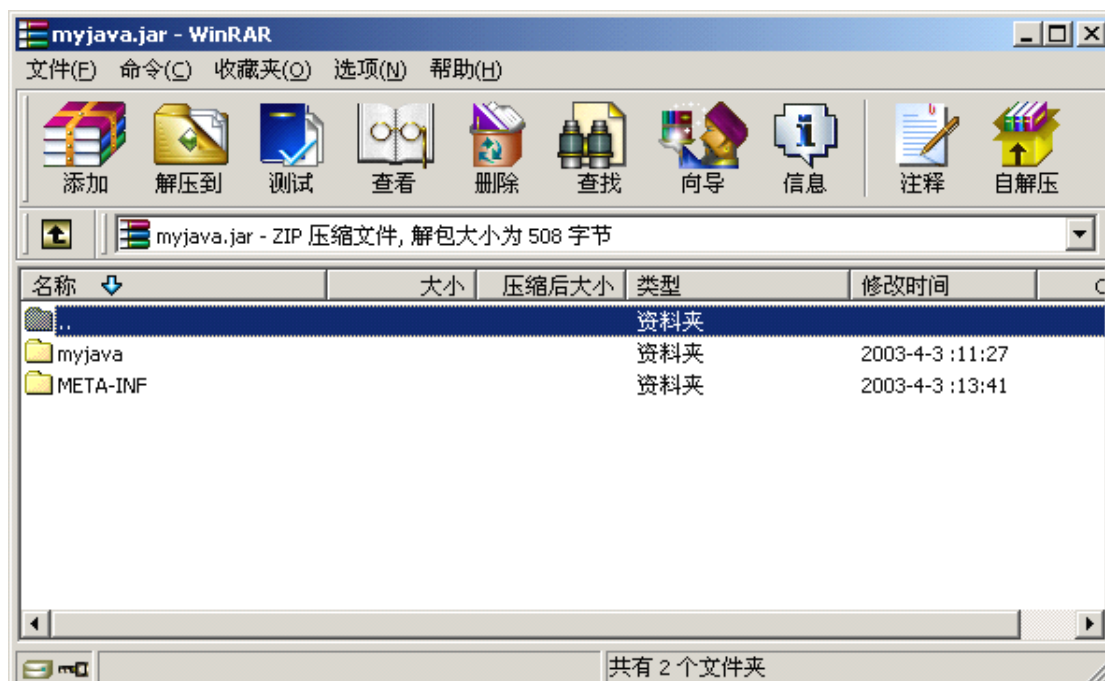 myjava.jar - WinRAR
文件(F) 命令(C) 收藏夹(O) 选项(N) 帮助(H)
添加 解压到 测试 查看 删除 查找 向导 信息 注释 自解压
myjava.jar - ZIP 压缩文件, 解包大小为 508 字节
名称 大小 压缩后大小 类型 修改时间
.. 资料夹
myjava 资料夹 2003-4-3 :11:27
META-INF 资料夹 2003-4-3 :13:41
共有 2 个文件夹